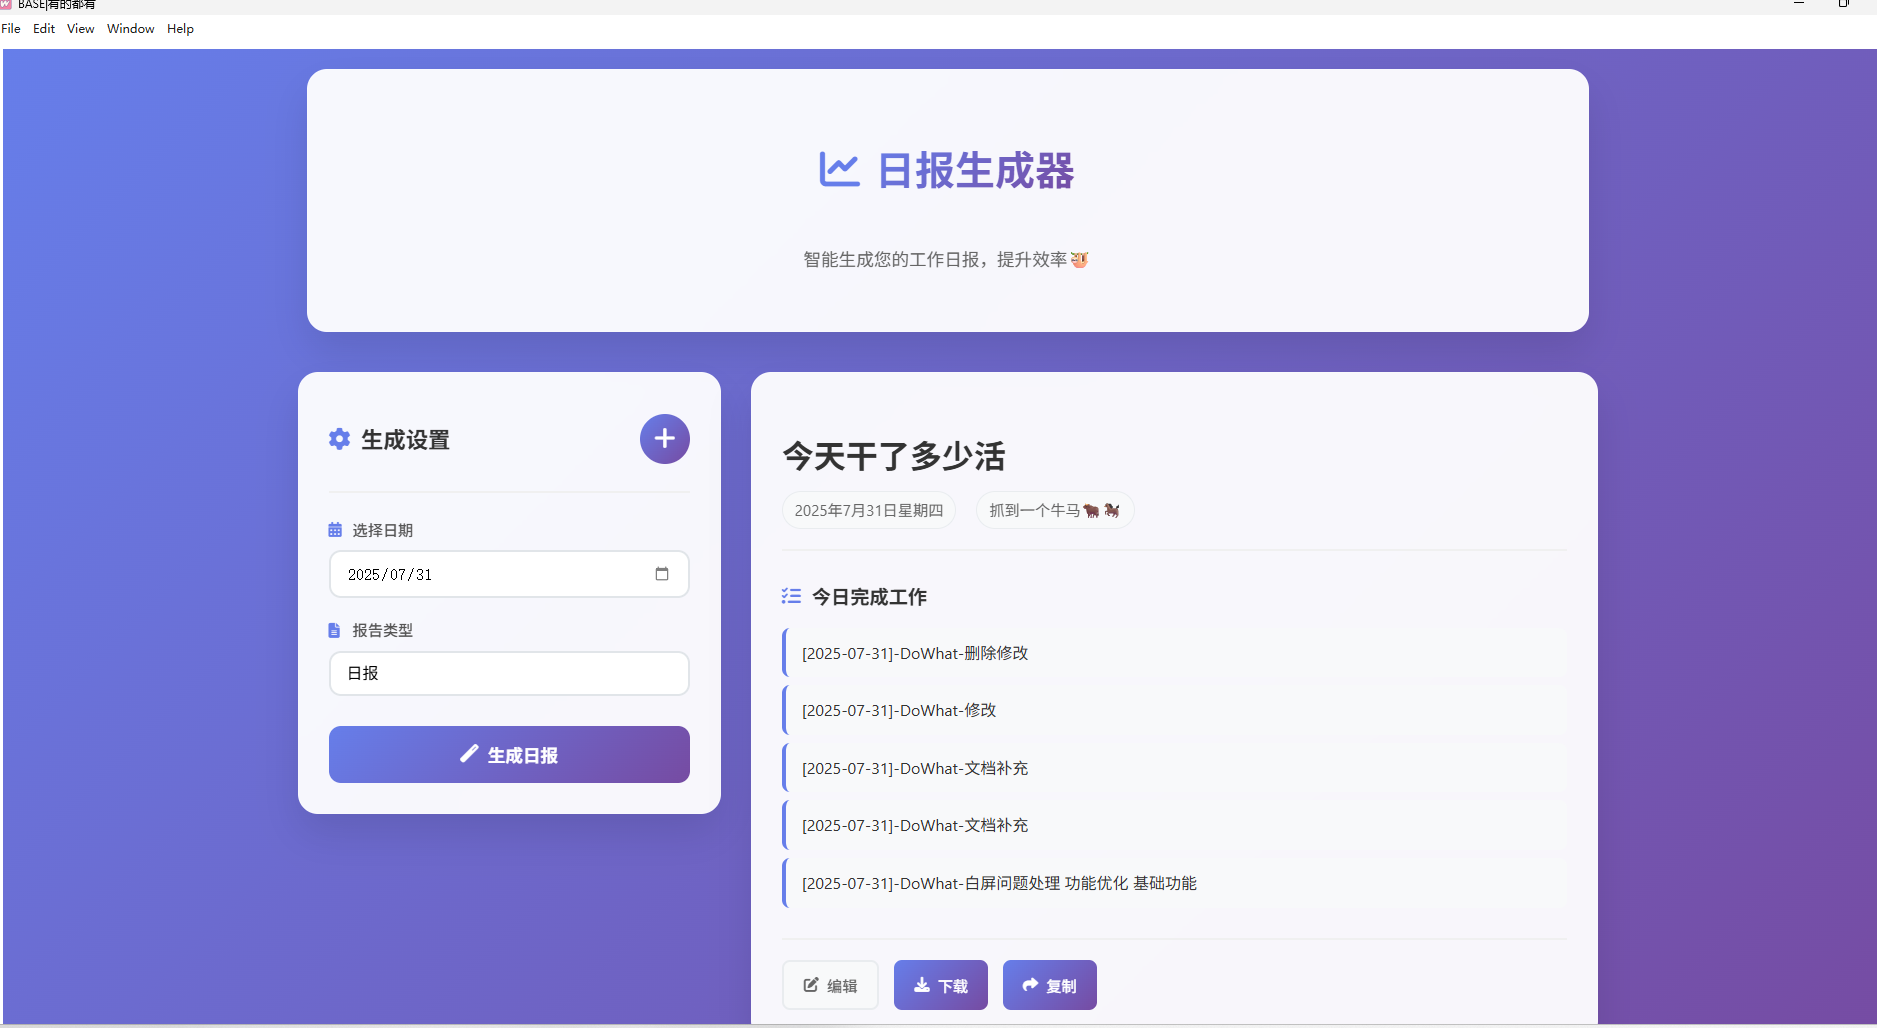 BASE|有的都有
File Edit View Window Help
日报生成器
智能生成您的工作日报，提升效率
生成设置
选择日期
2025/07/31
报告类型
日报
生成日报
今天干了多少活
2025年7月31日星期四
抓到一个牛马
今日完成工作
[2025-07-31]-DoWhat-删除修改
[2025-07-31]-DoWhat-修改
[2025-07-31]-DoWhat-文档补充
[2025-07-31]-DoWhat-文档补充
[2025-07-31]-DoWhat-白屏问题处理 功能优化 基础功能
编辑
下载
复制